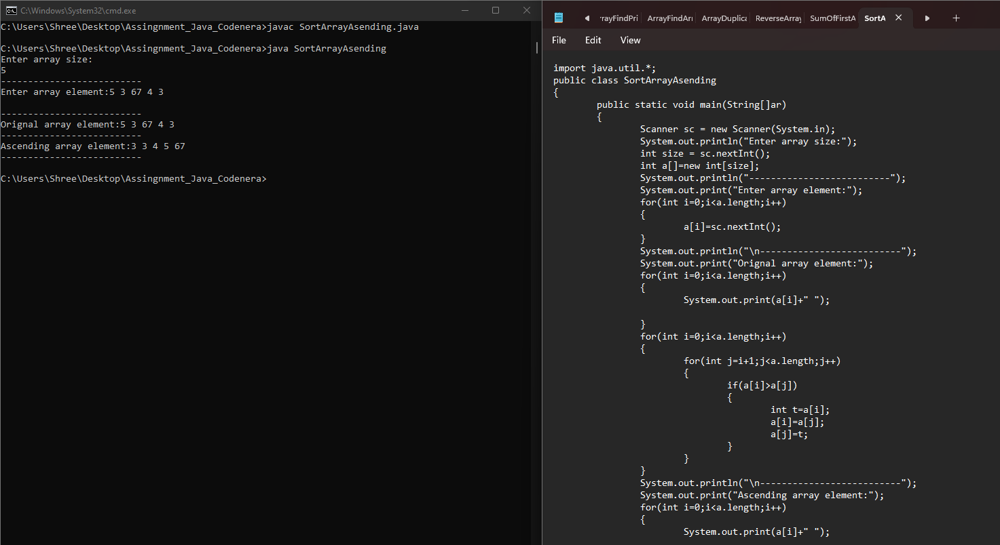 C:\Windows\System32\cmd.exe
C:\Users\Shree\Desktop\Assingnment_Java_Codenera>javac SortArrayAsending.java
C:\Users\Shree\Desktop\Assingnment_Java_Codenera>java SortArrayAsending
Enter array size:
5
--------------------------
Enter array element:5 3 67 4 3
--------------------------
Orignal array element:5 3 67 4 3
--------------------------
Ascending array element:3 3 4 5 67
--------------------------
C:\Users\Shree\Desktop\Assingnment_Java_Codenera>
rrayFindPri ArrayFindArr ArrayDuplica ReverseArray SumOfFirstA SortA
File Edit View
import java.util.*;
public class SortArrayAsending
{
public static void main(String[]ar)
{
Scanner sc = new Scanner(System.in);
System.out.println("Enter array size:");
int size = sc.nextInt();
int a[]=new int[size];
System.out.println("--------------------------");
System.out.print("Enter array element:");
for(int i=0;i<a.length;i++)
{
a[i]=sc.nextInt();
}
System.out.println("\n--------------------------");
System.out.print("Orignal array element:");
for(int i=0;i<a.length;i++)
{
System.out.print(a[i]+" ");
}
for(int i=0;i<a.length;i++)
{
for(int j=i+1;j<a.length;j++)
{
if(a[i]>a[j])
{
int t=a[i];
a[i]=a[j];
a[j]=t;
}
}
}
System.out.println("\n--------------------------");
System.out.print("Ascending array element:");
for(int i=0;i<a.length;i++)
{
System.out.print(a[i]+" ");